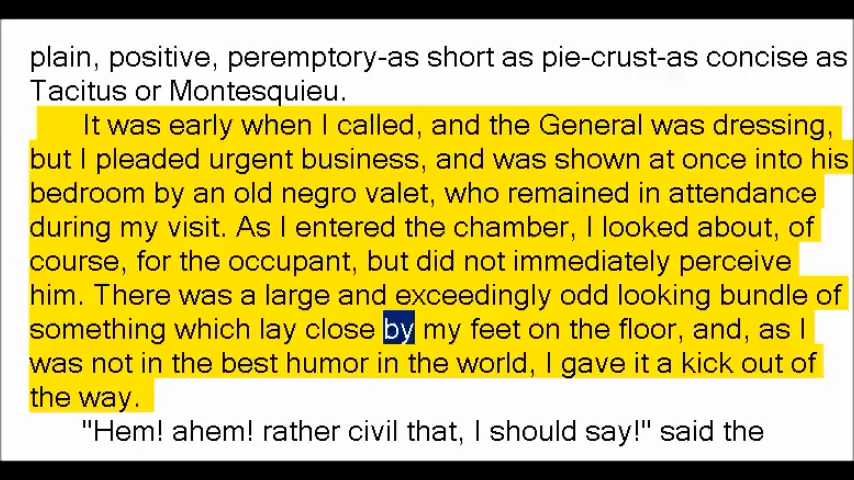 plain, positive, peremptory-as short as pie-crust-as concise as
Tacitus or Montesquieu.
It was early when I called, and the General was dressing,
but I pleaded urgent business, and was shown at once into his
bedroom by an old negro valet, who remained in attendance
during my visit. As I entered the chamber, I looked about, of
course, for the occupant, but did not immediately perceive
him. There was a large and exceedingly odd looking bundle of
something which lay close by my feet on the floor, and, as I
was not in the best humor in the world, I gave it a kick out of
the way.
"Hem! ahem! rather civil that, I should say!" said the